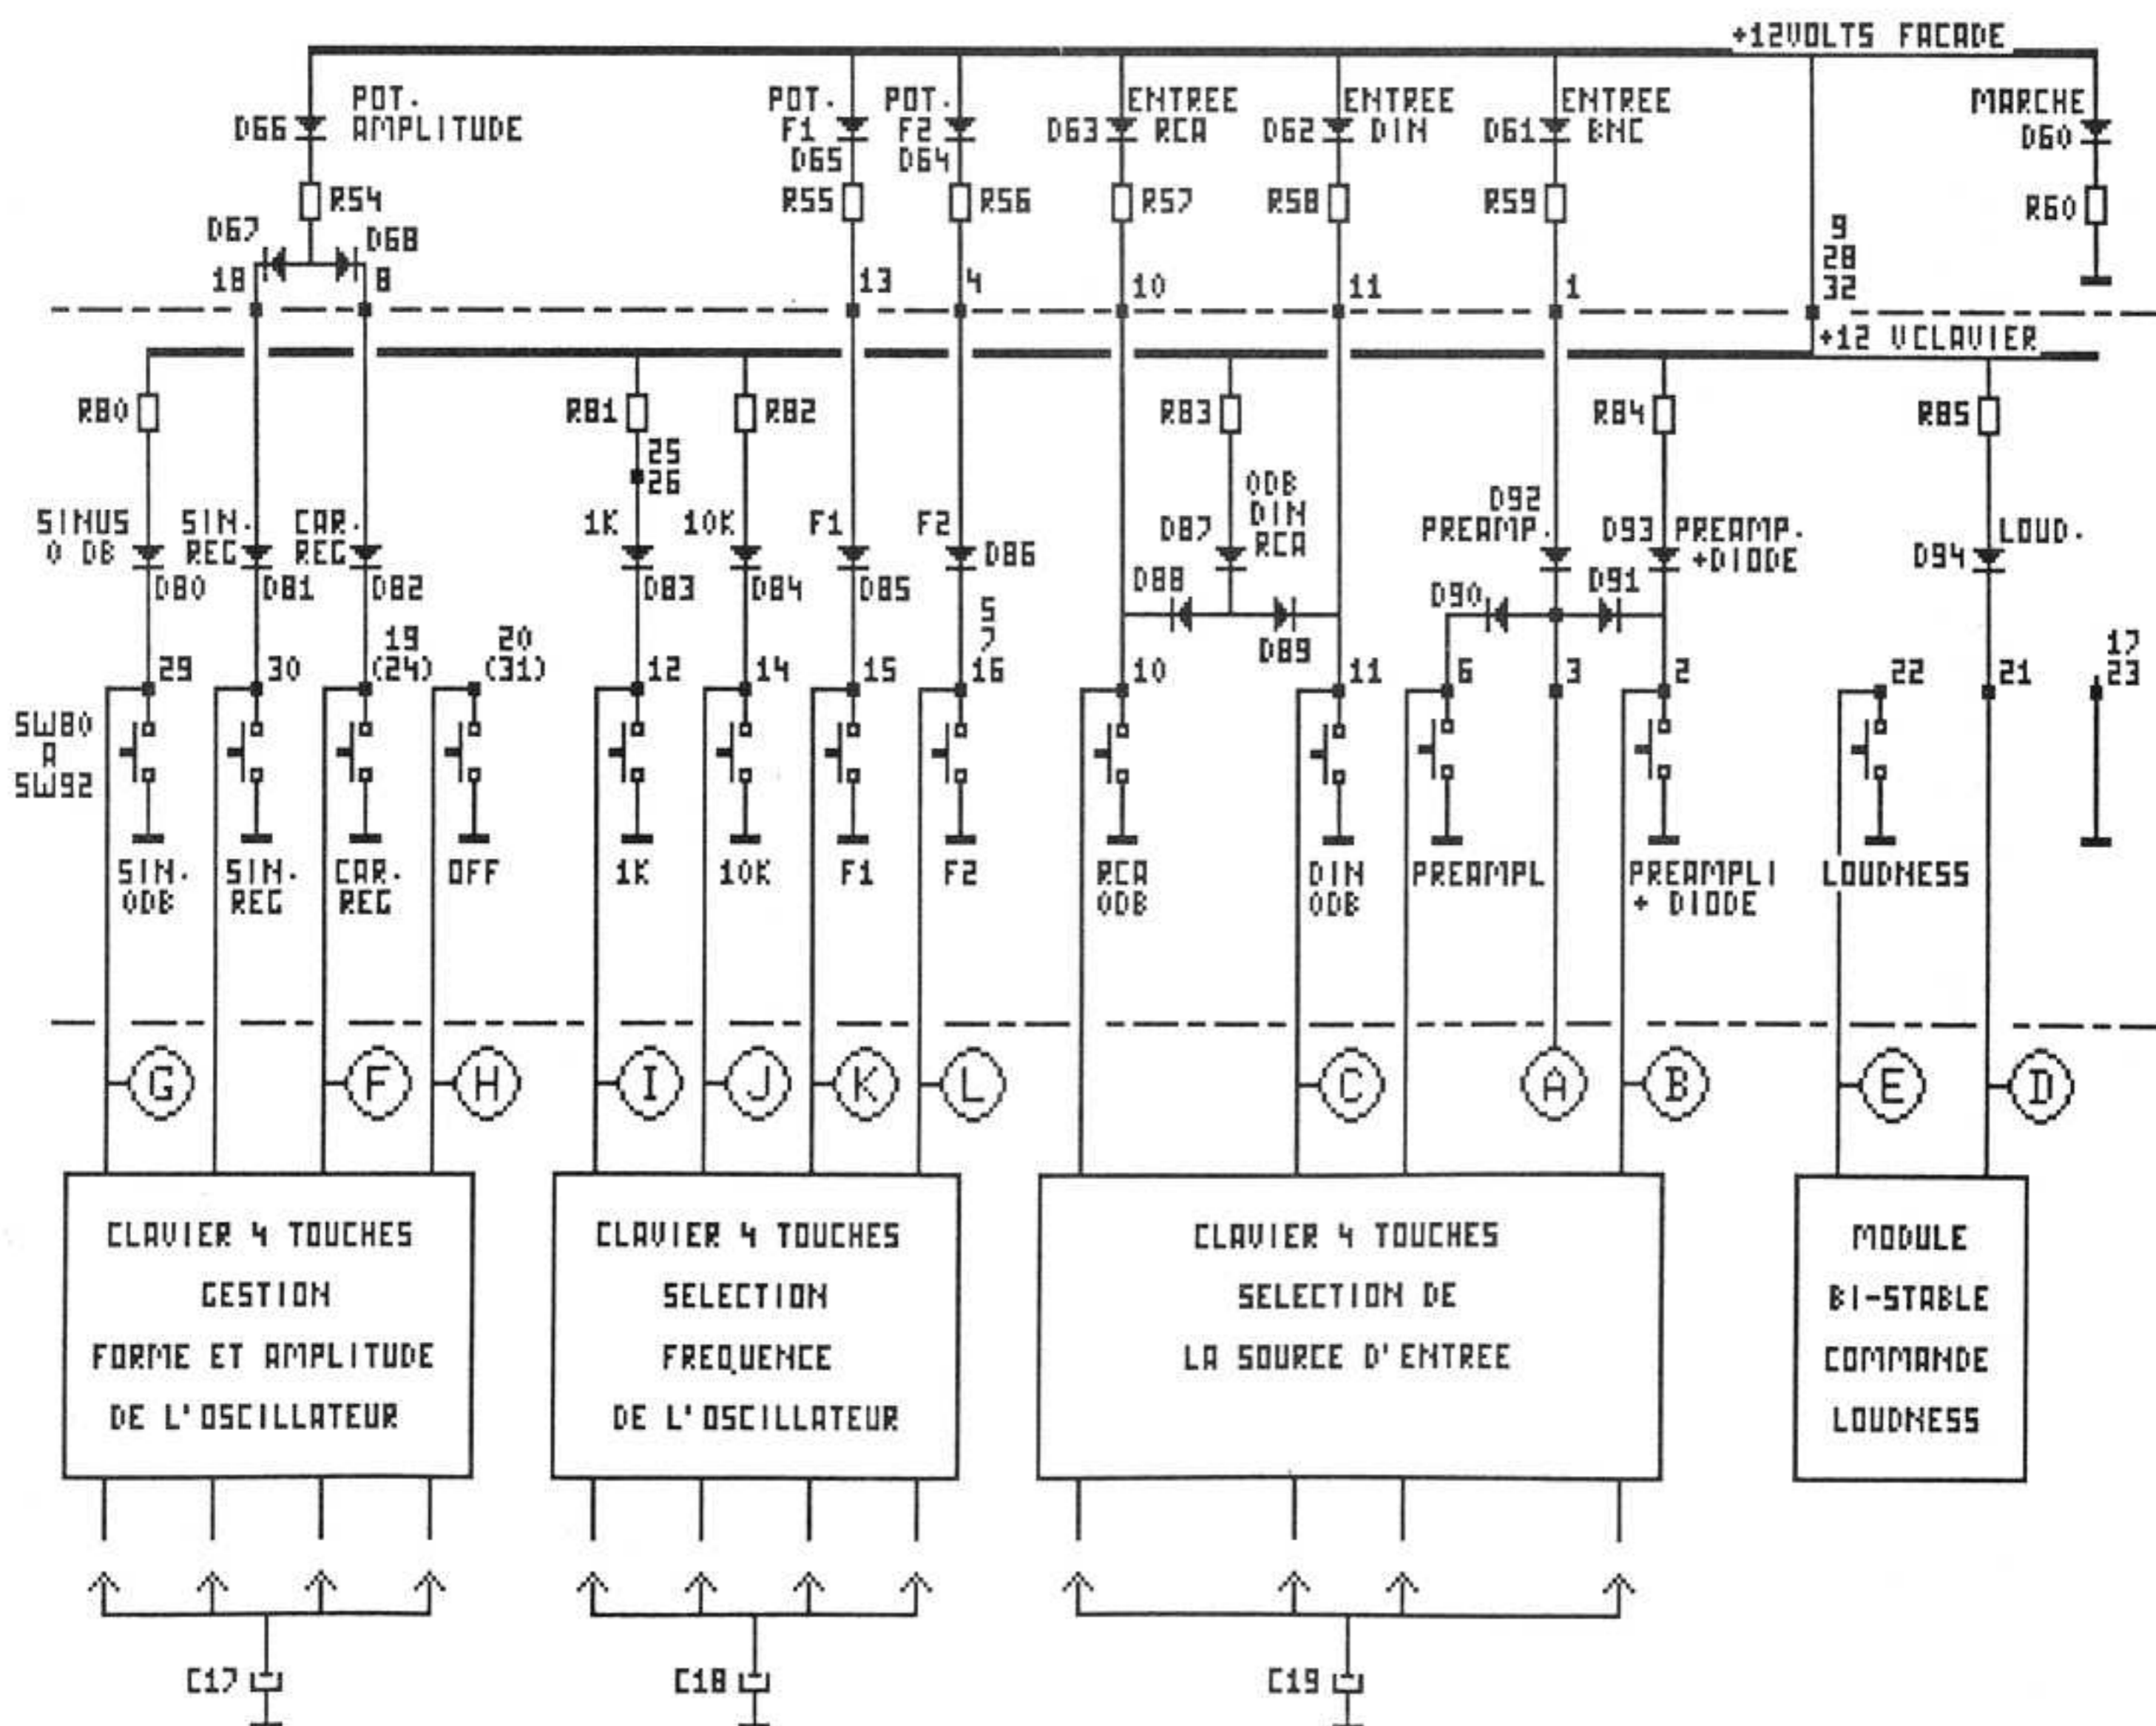 +12VOLTS FACADE
POT. AMPLITUDE
D66
POT. F1
D65
POT. F2
D64
ENTREE RCA
D63
ENTREE DIN
D62
ENTREE BNC
D61
MARCHE
D60
R54
R55
R56
R57
R58
R59
R60
D67
D68
18
8
13
4
10
11
1
9
28
32
+12 VCLAVIER
R80
R81
R82
R83
R84
R85
25
26
SINUS
0 DB
SIN.
REG
CAR.
REG
1K
10K
F1
F2
D86
D87
0DB
DIN
RCA
D92
PREAMP.
D93
PREAMP.
+DIODE
D94
LOUD.
D80
D81
D82
D83
D84
D85
D88
D89
D90
D91
29
30
19
(24)
20
(31)
12
14
15
5
7
16
10
11
6
3
2
22
21
17
23
SW80
A
SW92
SIN.
0DB
SIN.
REG
CAR.
REG
OFF
1K
10K
F1
F2
RCA
0DB
DIN
0DB
PREAMPL
PREAMPLI
+ DIODE
LOUDNESS
G
F
H
I
J
K
L
C
A
B
E
D
CLAVIER 4 TOUCHES
GESTION
FORME ET AMPLITUDE
DE L'OSCILLATEUR
CLAVIER 4 TOUCHES
SELECTION
FREQUENCE
DE L'OSCILLATEUR
CLAVIER 4 TOUCHES
SELECTION DE
LA SOURCE D'ENTREE
MODULE
BI-STABLE
COMMANDE
LOUDNESS
C17
C18
C19